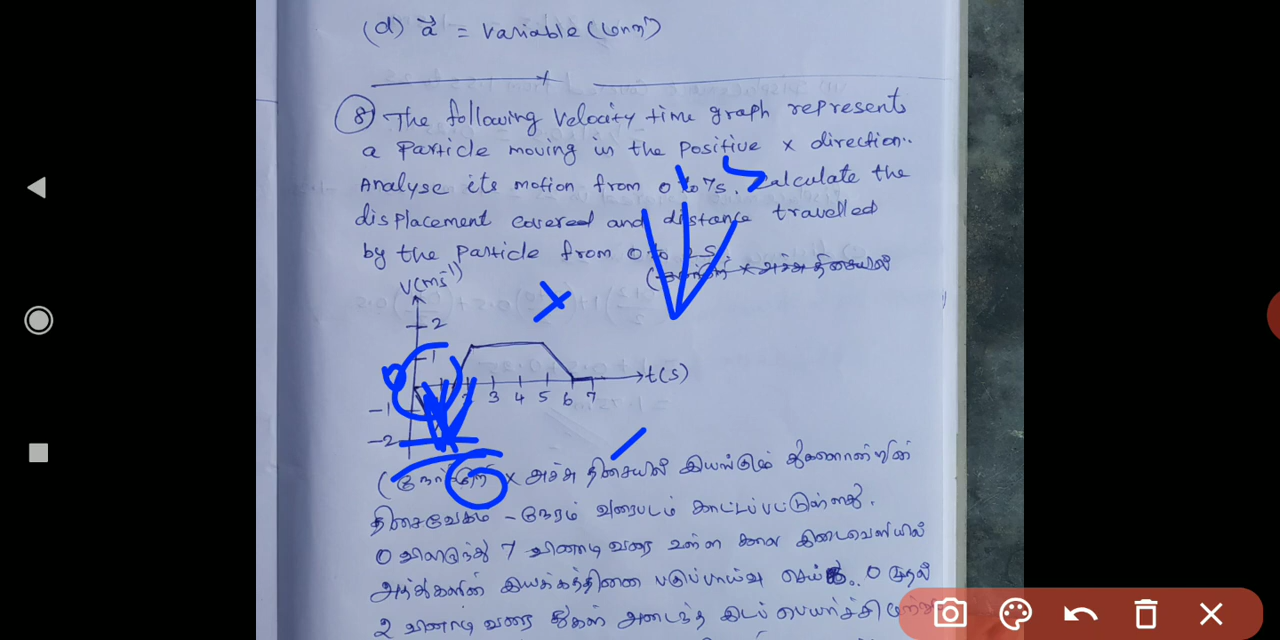 (d) a⃗ = variable (மாறி)
⑧ The following Velocity time graph represents
a Particle moving in the positive x direction.
Analyse its motion from 0 to 7s. Calculate the
displacement covered and distance travelled
by the Particle from 0 to 2s
x அச்சு திசையில்
V(ms⁻¹)
2
1
-1
-2
2 3 4 5 6 7
t(s)
x அச்சு திசையில் இயங்கும் துகளொன்றின்
திசைவேகம் - நேரம் வரைபடம் காட்டப்பட்டுள்ளது.
0 விலிருந்து 7 வினாடி வரை உள்ள கால இடைவெளியில்
அத்துகளின் இயக்கத்தினை பகுப்பாய்வு செய்க. 0 முதல்
2 வினாடி வரை துகள் அடைந்த இடப்பெயர்ச்சி